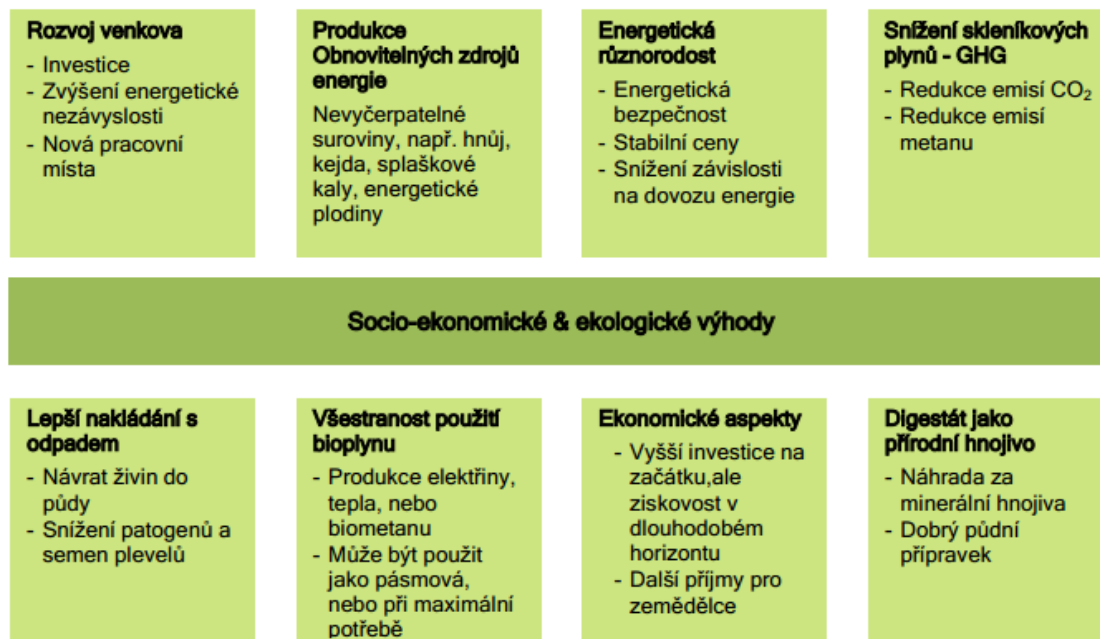 Rozvoj venkova
- Investice
- Zvýšení energetické
nezávyslosti
- Nová pracovní
místa
Produkce
Obnovitelných zdrojů
energie
Nevyčerpatelné
suroviny, např. hnůj,
kejda, splaškové
kaly, energetické
plodiny
Energetická
různorodost
- Energetická
bezpečnost
- Stabilní ceny
- Snížení závislosti
na dovozu energie
Snížení skleníkových
plynů - GHG
- Redukce emisí CO₂
- Redukce emisí
metanu
Socio-ekonomické & ekologické výhody
Lepší nakládání s
odpadem
- Návrat živin do
půdy
- Snížení patogenů a
semen plevelů
Všestranost použití
bioplynu
- Produkce elektřiny,
tepla, nebo
biometanu
- Může být použit
jako pásmová,
nebo při maximální
potřebě
Ekonomické aspekty
- Vyšší investice na
začátku,ale
ziskovost v
dlouhodobém
horizontu
- Další příjmy pro
zemědělce
Digestát jako
přírodní hnojivo
- Náhrada za
minerální hnojiva
- Dobrý půdní
přípravek